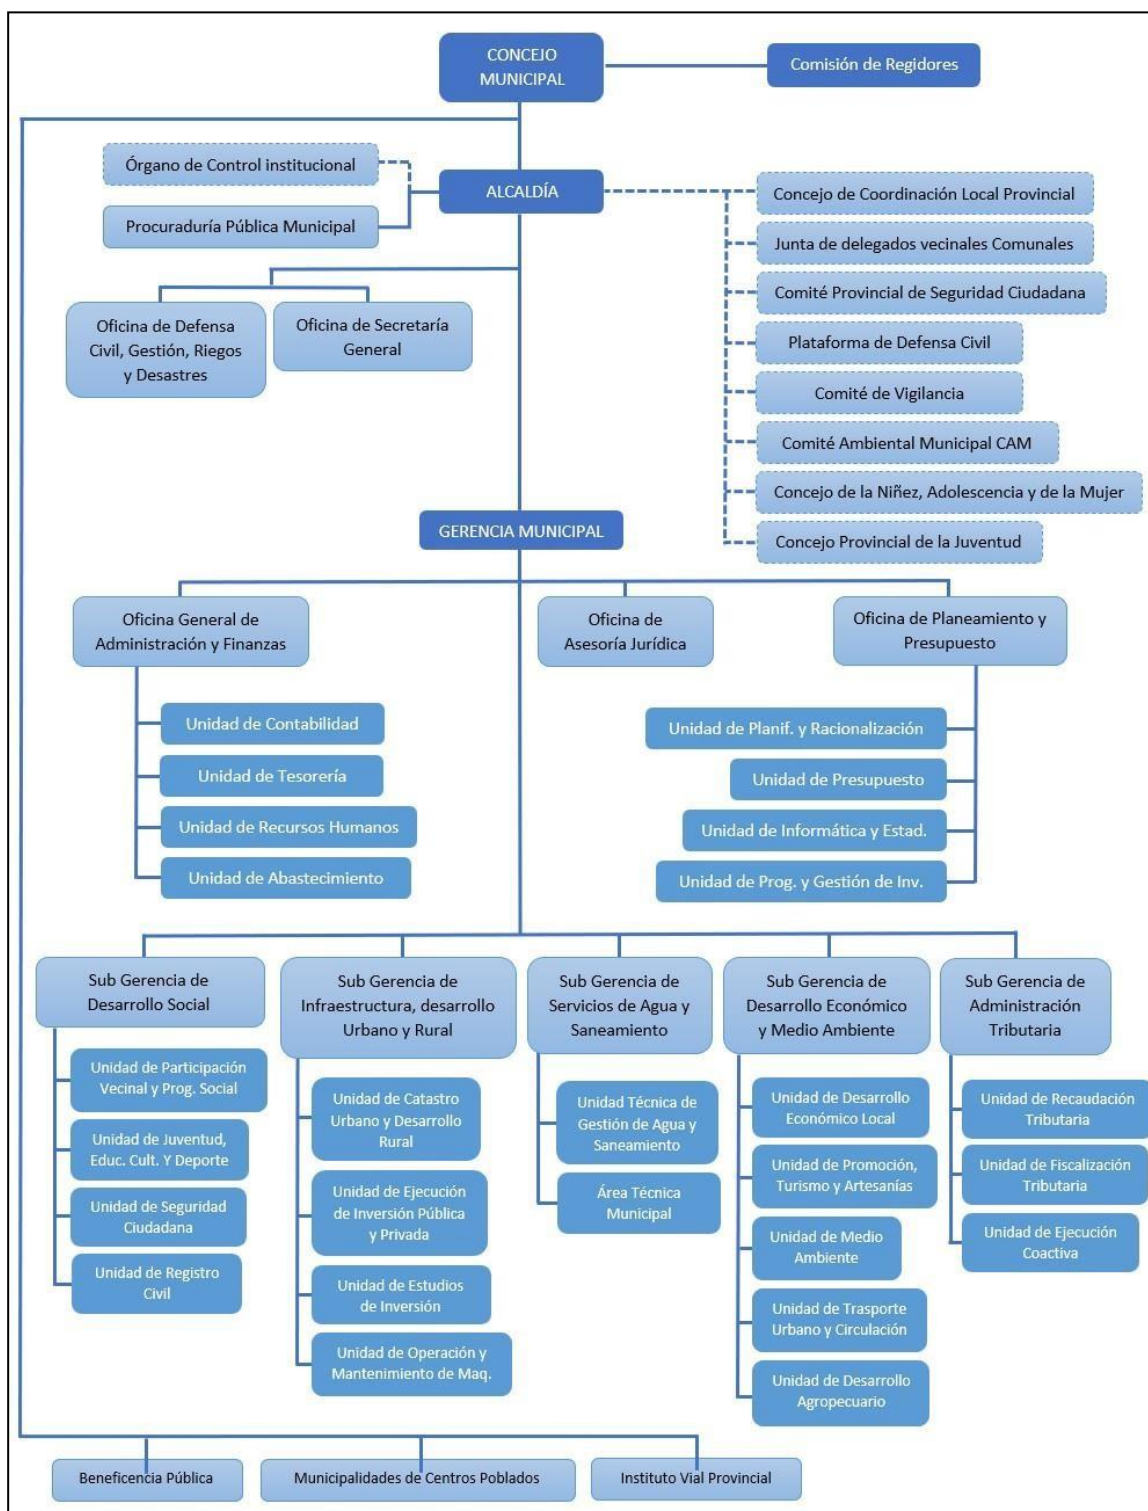 CONCEJO
MUNICIPAL
Comisión de Regidores
Órgano de Control institucional
ALCALDÍA
Procuraduría Pública Municipal
Concejo de Coordinación Local Provincial
Junta de delegados vecinales Comunales
Comité Provincial de Seguridad Ciudadana
Plataforma de Defensa Civil
Comité de Vigilancia
Comité Ambiental Municipal CAM
Concejo de la Niñez, Adolescencia y de la Mujer
Concejo Provincial de la Juventud
Oficina de Defensa
Civil, Gestión, Riegos
y Desastres
Oficina de Secretaría
General
GERENCIA MUNICIPAL
Oficina General de
Administración y Finanzas
Oficina de
Asesoría Jurídica
Oficina de Planeamiento y
Presupuesto
Unidad de Contabilidad
Unidad de Tesorería
Unidad de Recursos Humanos
Unidad de Abastecimiento
Unidad de Planif. y Racionalización
Unidad de Presupuesto
Unidad de Informática y Estad.
Unidad de Prog. y Gestión de Inv.
Sub Gerencia de
Desarrollo Social
Unidad de Participación
Vecinal y Prog. Social
Unidad de Juventud,
Educ. Cult. Y Deporte
Unidad de Seguridad
Ciudadana
Unidad de Registro
Civil
Sub Gerencia de
Infraestructura, desarrollo
Urbano y Rural
Unidad de Catastro
Urbano y Desarrollo
Rural
Unidad de Ejecución
de Inversión Pública
y Privada
Unidad de Estudios
de Inversión
Unidad de Operación y
Mantenimiento de Maq.
Sub Gerencia de
Servicios de Agua y
Saneamiento
Unidad Técnica de
Gestión de Agua y
Saneamiento
Área Técnica
Municipal
Sub Gerencia de
Desarrollo Económico
y Medio Ambiente
Unidad de Desarrollo
Económico Local
Unidad de Promoción,
Turismo y Artesanías
Unidad de Medio
Ambiente
Unidad de Trasporte
Urbano y Circulación
Unidad de Desarrollo
Agropecuario
Sub Gerencia de
Administración
Tributaria
Unidad de Recaudación
Tributaria
Unidad de Fiscalización
Tributaria
Unidad de Ejecución
Coactiva
Beneficencia Pública
Municipalidades de Centros Poblados
Instituto Vial Provincial